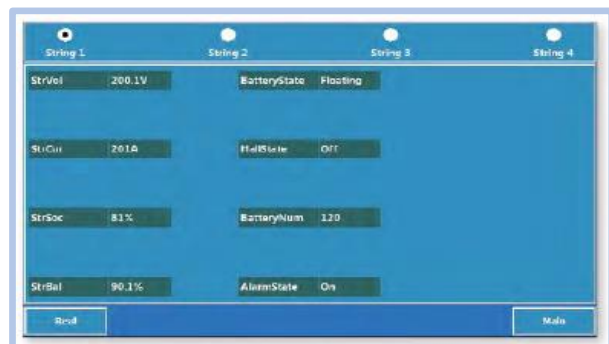 String 1 String 2 String 3 String 4
StrVol 200.1V BatteryState Floating
StrCur 201A HallState Off
StrSoc 81% BatteryNum 120
StrBal 90.1% AlarmState On
Read Main